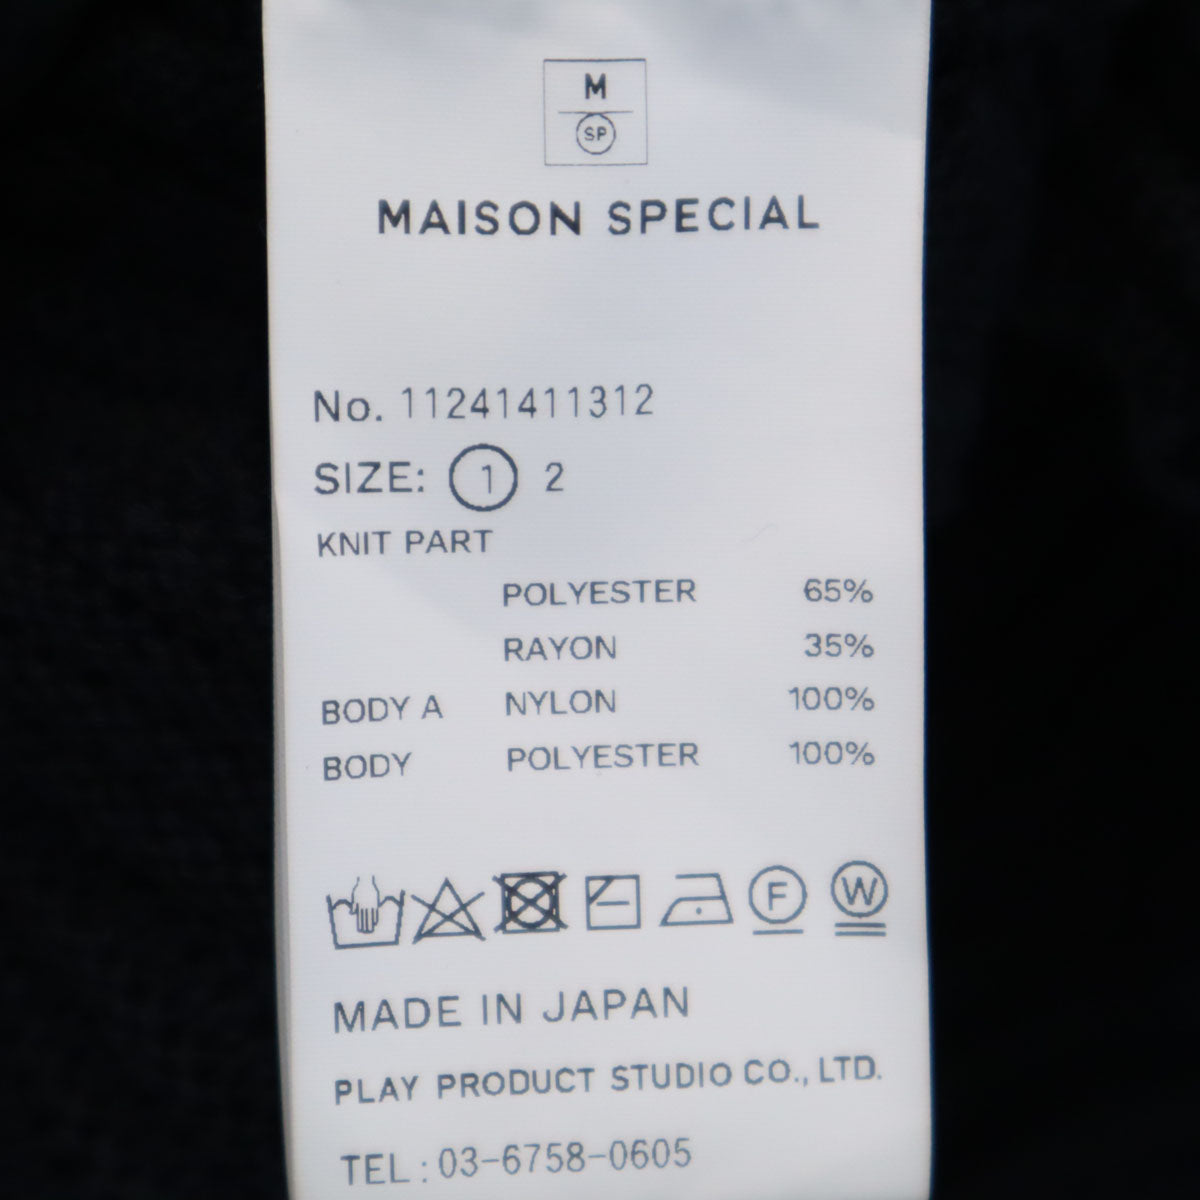 M
SP
MAISON SPECIAL
No. 11241411312
SIZE: 1 2
KNIT PART
POLYESTER 65%
RAYON 35%
BODY A NYLON 100%
BODY POLYESTER 100%
F W
MADE IN JAPAN
PLAY PRODUCT STUDIO CO., LTD.
TEL : 03-6758-0605